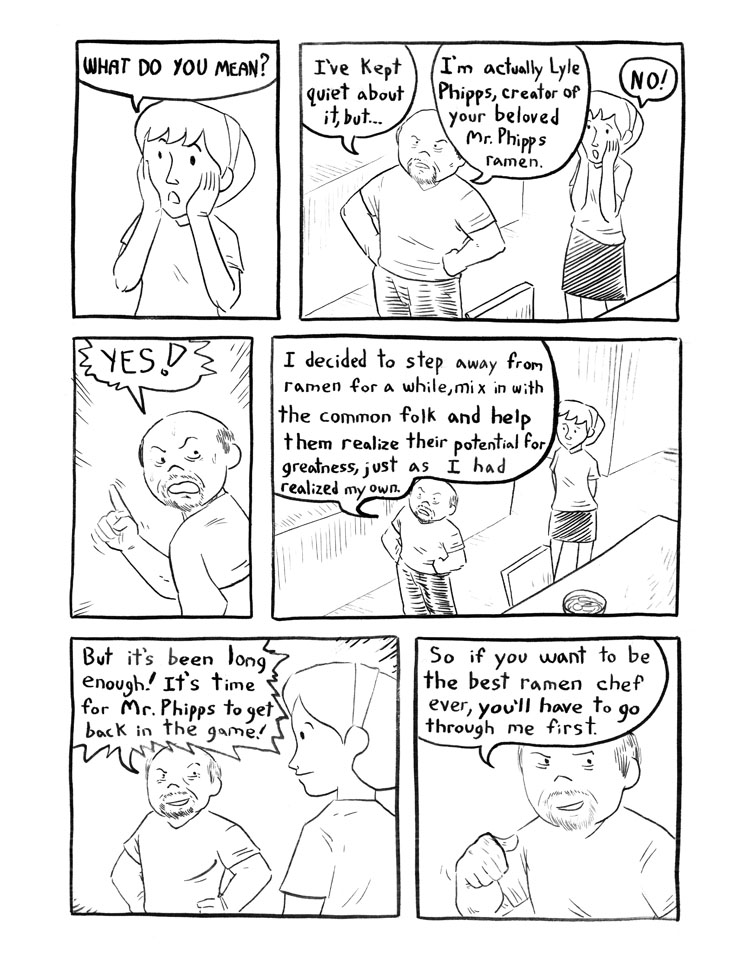 WHAT DO YOU MEAN?
I've kept
quiet about
it, but...
I'm actually Lyle
Phipps, creator of
your beloved
Mr. Phipps
ramen.
NO!
YES!
I decided to step away from
ramen for a while, mix in with
the common folk and help
them realize their potential for
greatness, just as I had
realized my own.
But it's been long
enough! It's time
for Mr. Phipps to get
back in the game!
So if you want to be
the best ramen chef
ever, you'll have to go
through me first.